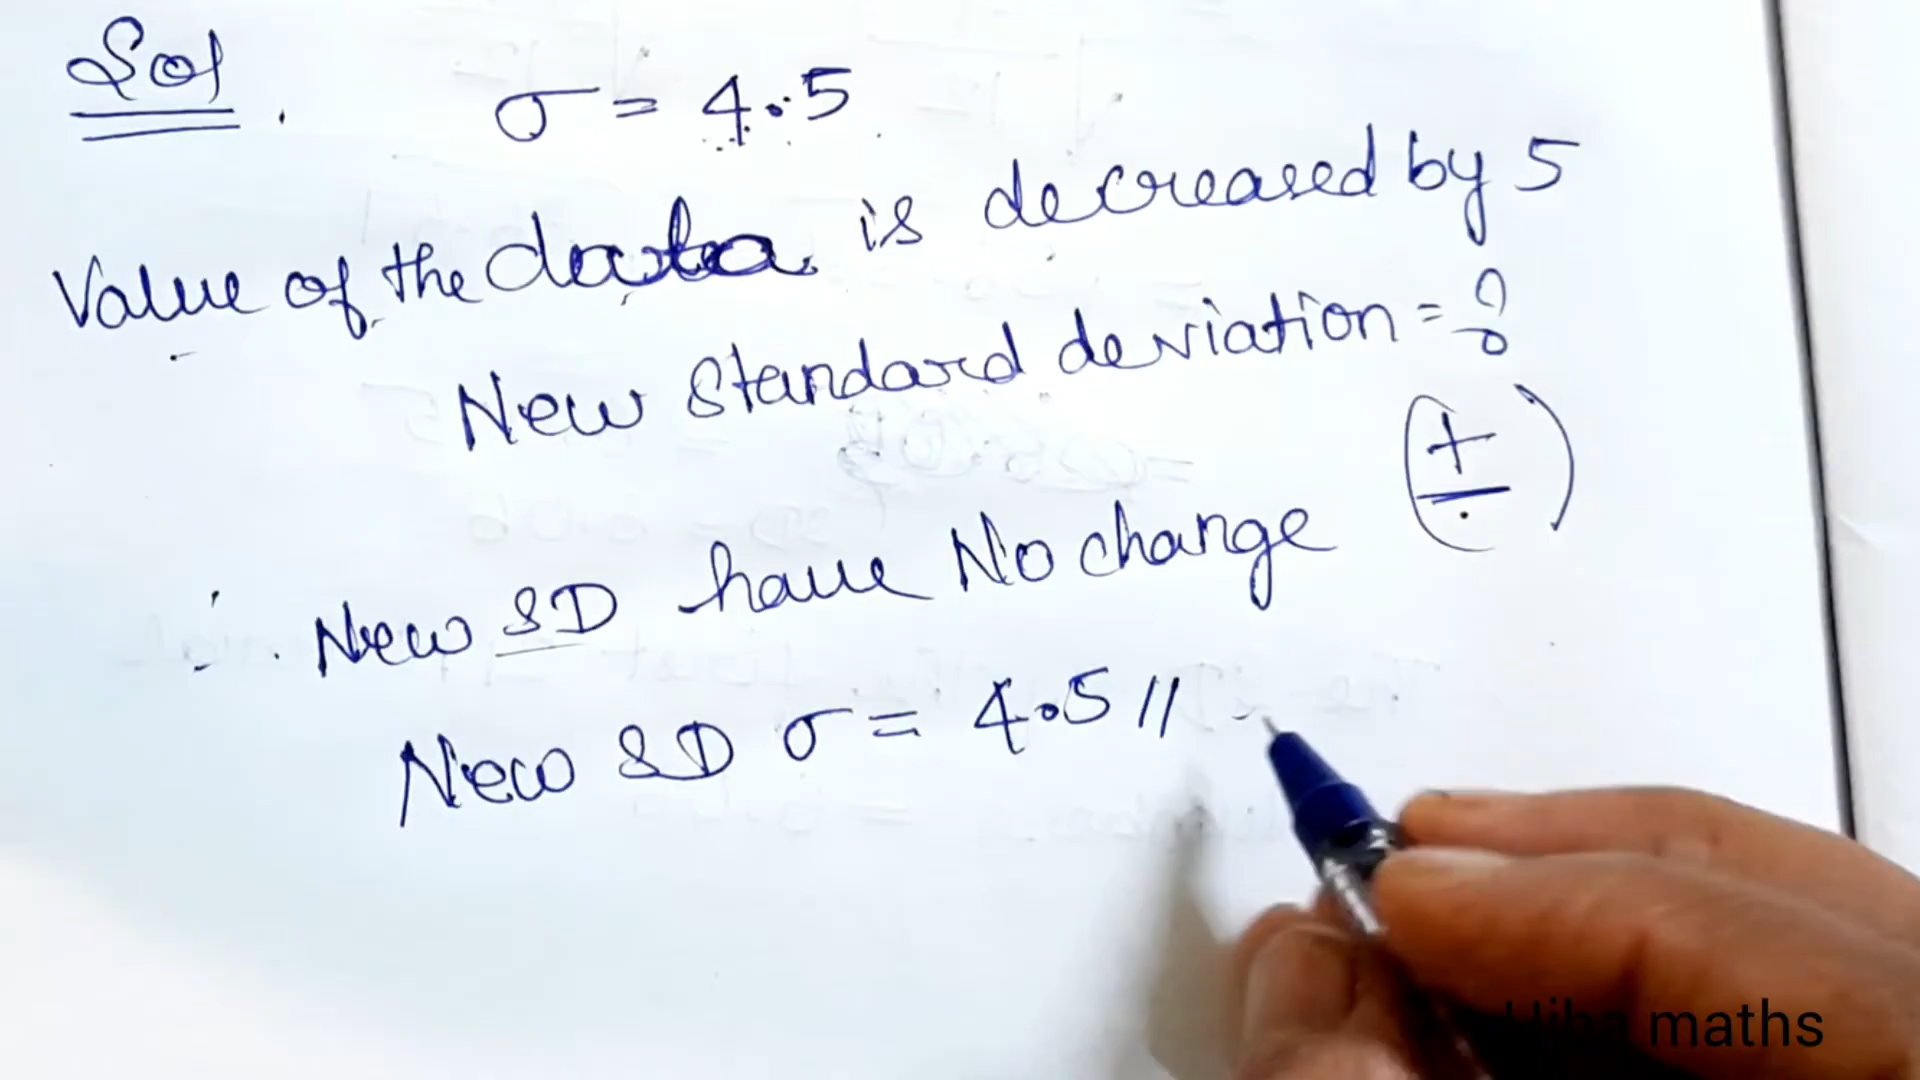 Sol.
σ = 4.5
Value of the data is decreased by 5
New Standard deviation = ?
(±)
∴ New SD have No change
New SD σ = 4.5 //
maths